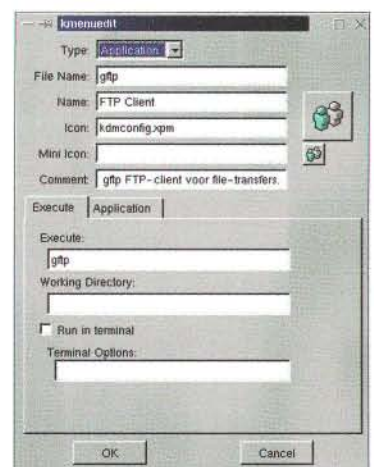 kmenuedit
Type: Application
File Name: gftp
Name: FTP Client
Icon: kdmconfig.xpm
Mini Icon:
Comment: gftp FTP-client voor file-transfers.
Execute Application
Execute:
gftp
Working Directory:
Run in terminal
Terminal Options:
OK Cancel